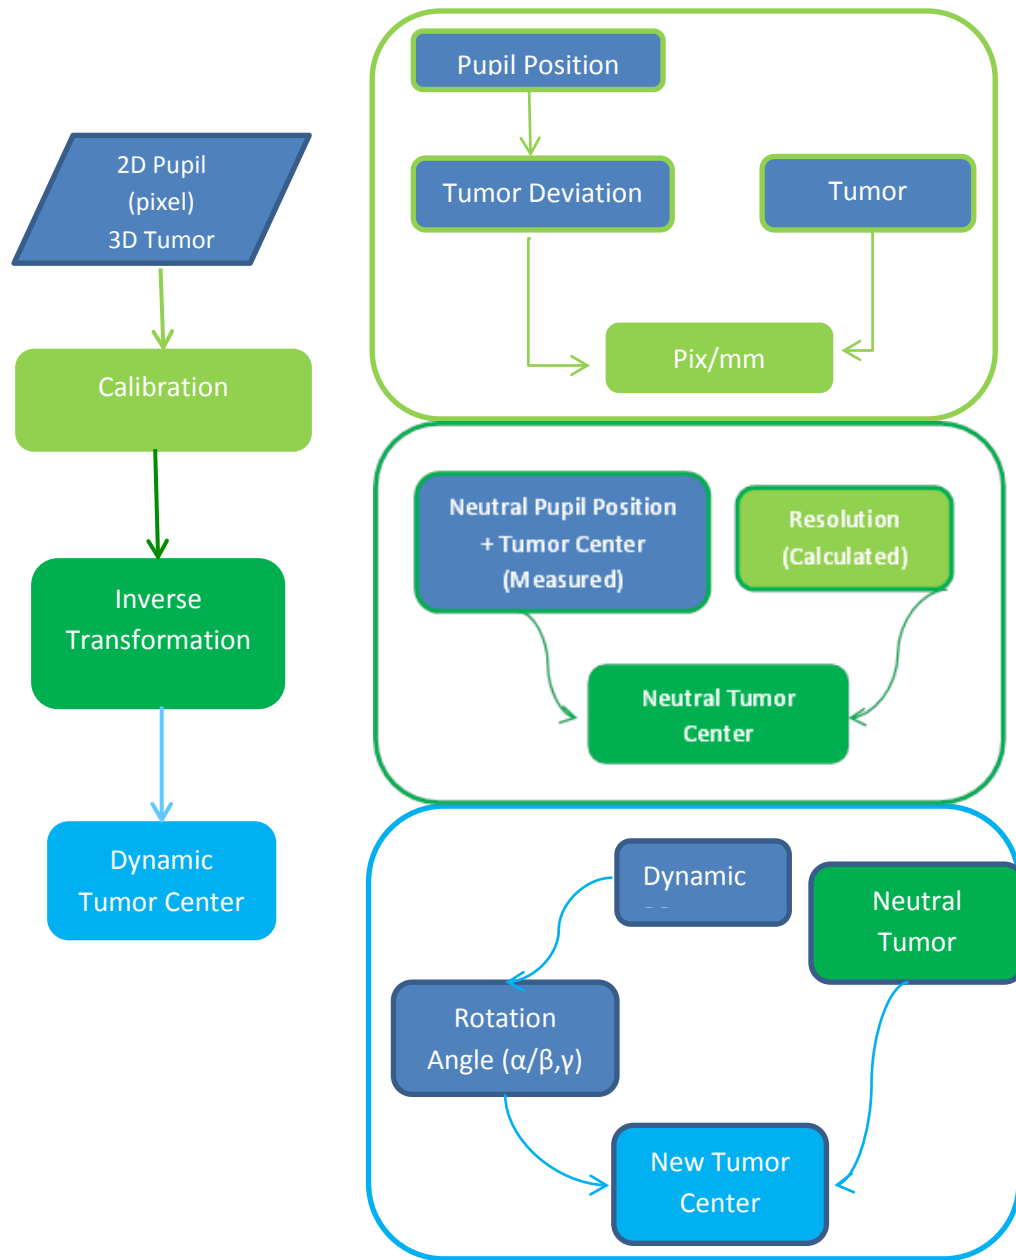 2D Pupil
(pixel)
3D Tumor
Calibration
Inverse
Transformation
Dynamic
Tumor Center
Pupil Position
Tumor Deviation
Tumor
Pix/mm
Neutral Pupil Position
+ Tumor Center
(Measured)
Resolution
(Calculated)
Neutral Tumor
Center
Dynamic
Neutral
Tumor
Rotation
Angle (α/β,γ)
New Tumor
Center